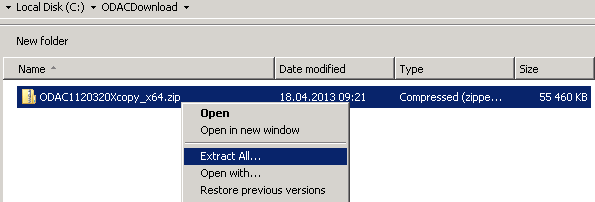 Local Disk (C:) ODACDownload
New folder
Name Date modified Type Size
ODAC1120320Xcopy_x64.zip 18.04.2013 09:21 Compressed (zippe... 55 460 KB
Open
Open in new window
Extract All...
Open with...
Restore previous versions